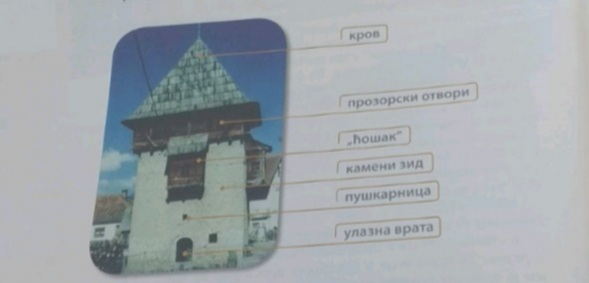 кров
прозорски отвори
„ћошак“
камени зид
пушкарница
улазна врата